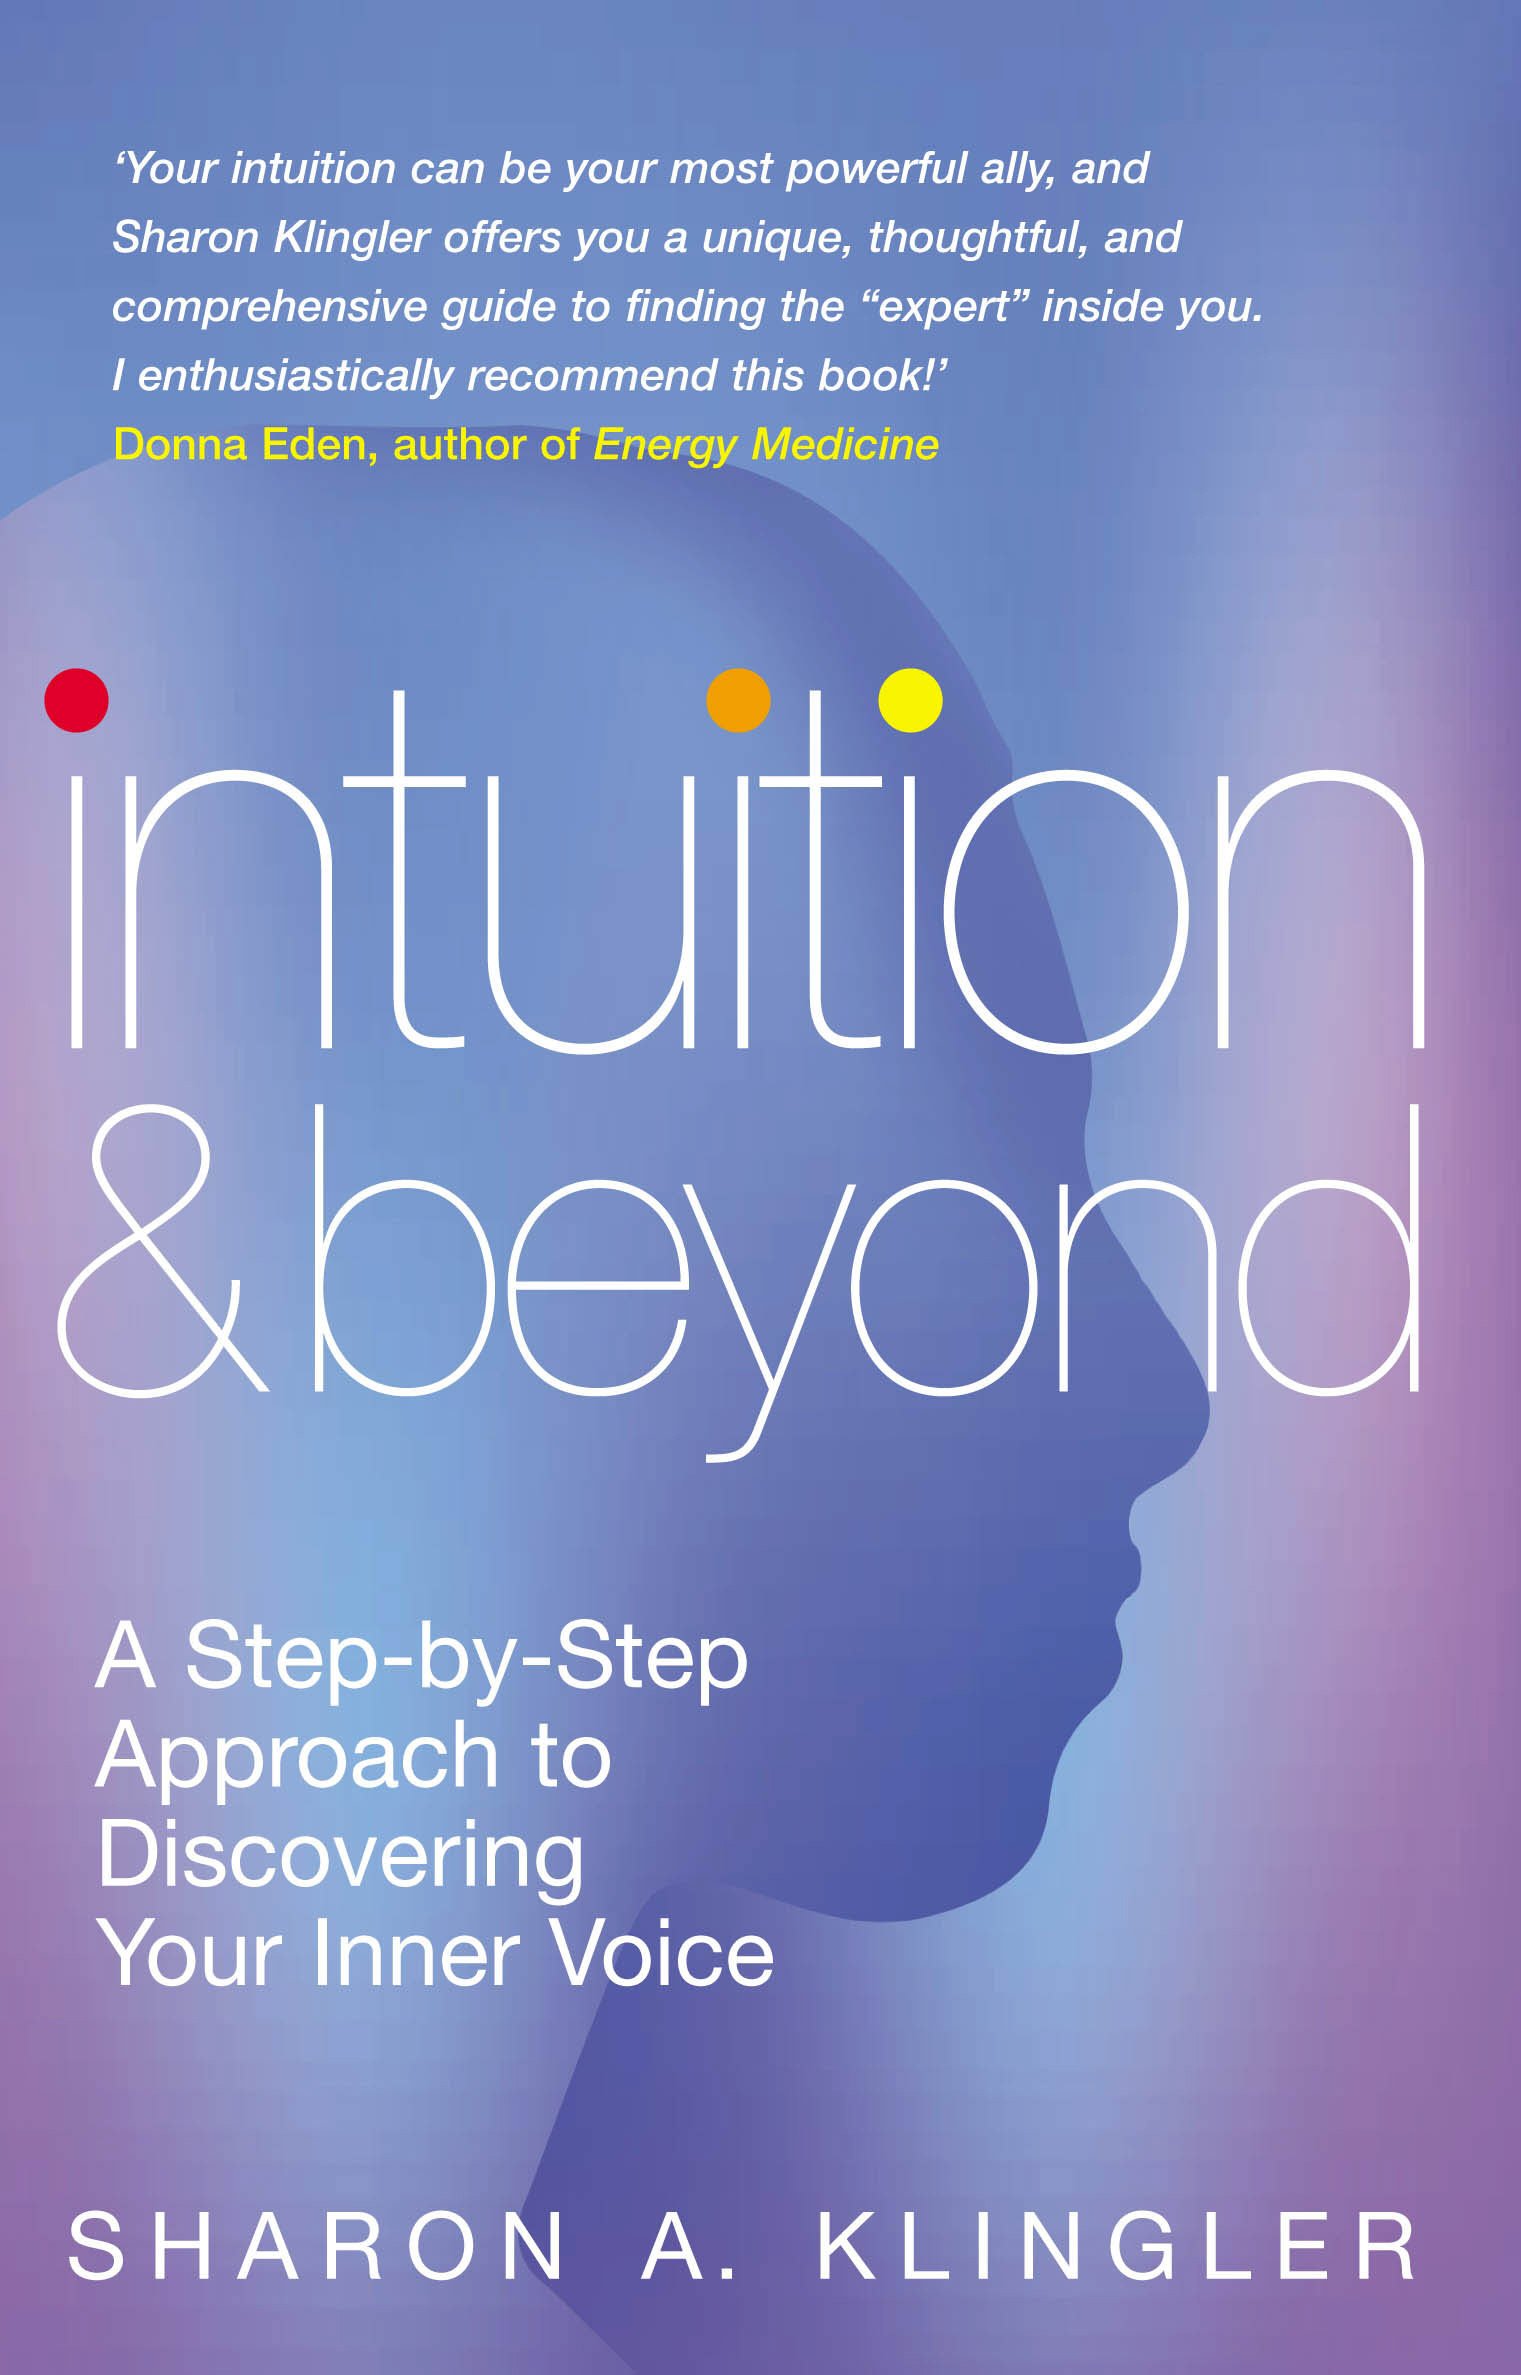 ‘Your intuition can be your most powerful ally, and
Sharon Klingler offers you a unique, thoughtful, and
comprehensive guide to finding the “expert” inside you.
I enthusiastically recommend this book!’
Donna Eden, author of Energy Medicine
intuition
& beyond
A Step-by-Step
Approach to
Discovering
Your Inner Voice
SHARON A. KLINGLER